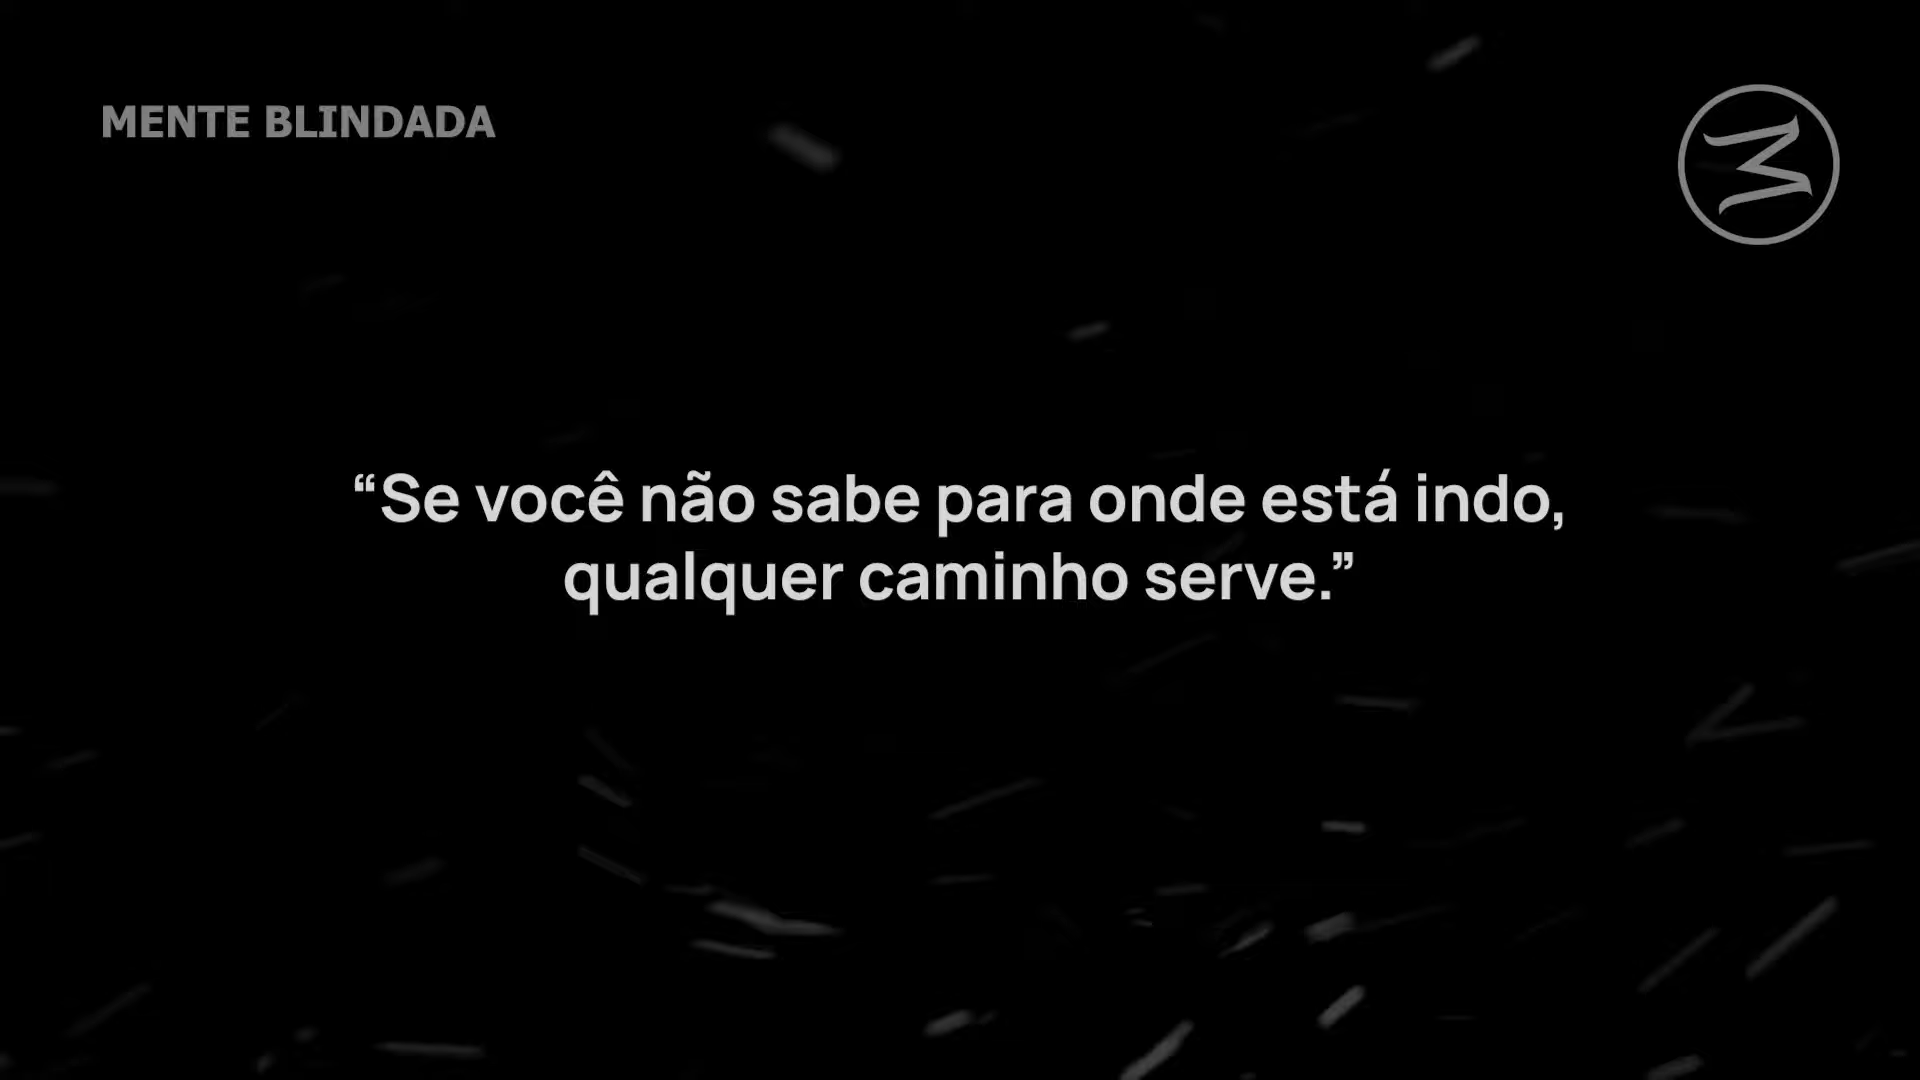 MENTE BLINDADA
“Se você não sabe para onde está indo,
qualquer caminho serve.”